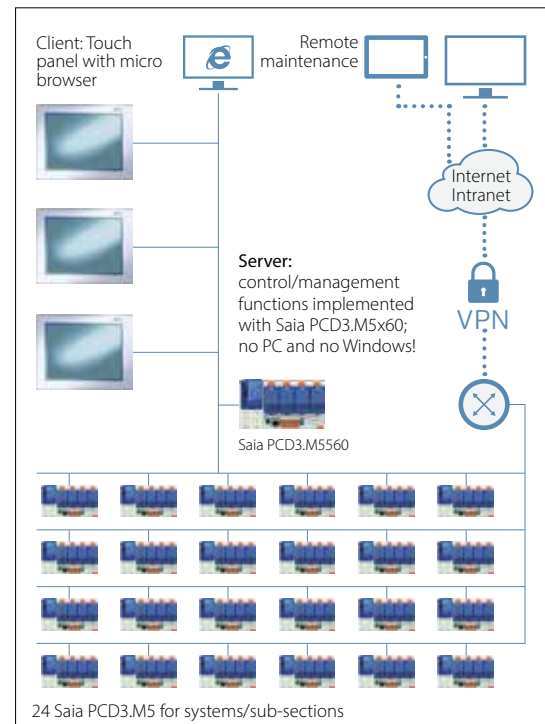 Client: Touch
panel with micro
browser
Remote
maintenance
Internet
Intranet
Server:
control/management
functions implemented
with Saia PCD3.M5x60;
no PC and no Windows!
VPN
Saia PCD3.M5560
24 Saia PCD3.M5 for systems/sub-sections